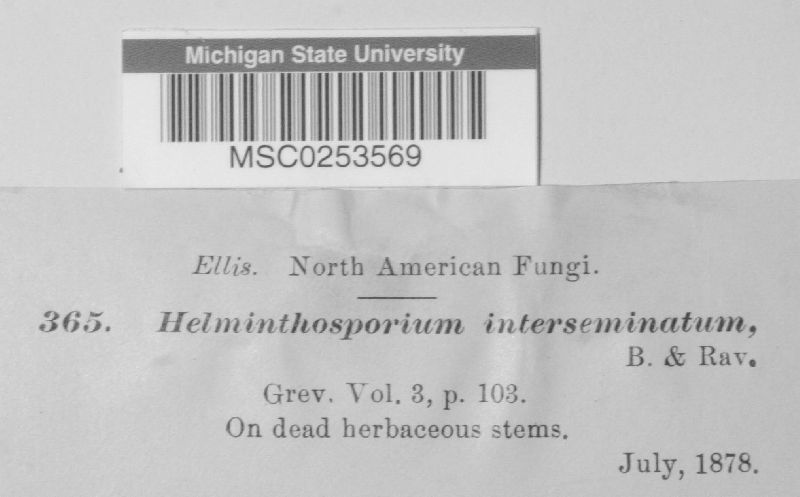 Michigan State University
MSC0253569
Ellis. North American Fungi.
365. Helminthosporium interseminatum,
B. & Rav.
Grev. Vol. 3, p. 103.
On dead herbaceous stems.
July, 1878.